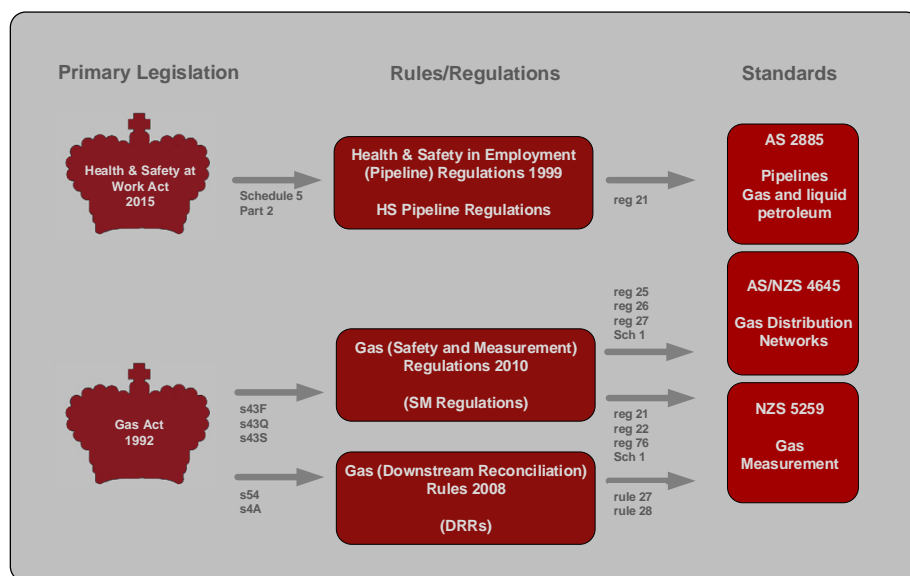 Primary Legislation
Rules/Regulations
Standards
Health & Safety at
Work Act
2015
Schedule 5
Part 2
Health & Safety in Employment
(Pipeline) Regulations 1999
HS Pipeline Regulations
reg 21
AS 2885
Pipelines
Gas and liquid
petroleum
Gas Act
1992
s43F
s43Q
s43S
Gas (Safety and Measurement)
Regulations 2010
(SM Regulations)
reg 25
reg 26
reg 27
Sch 1
AS/NZS 4645
Gas Distribution
Networks
reg 21
reg 22
reg 76
Sch 1
NZS 5259
Gas
Measurement
s54
s4A
Gas (Downstream Reconciliation)
Rules 2008
(DRRs)
rule 27
rule 28